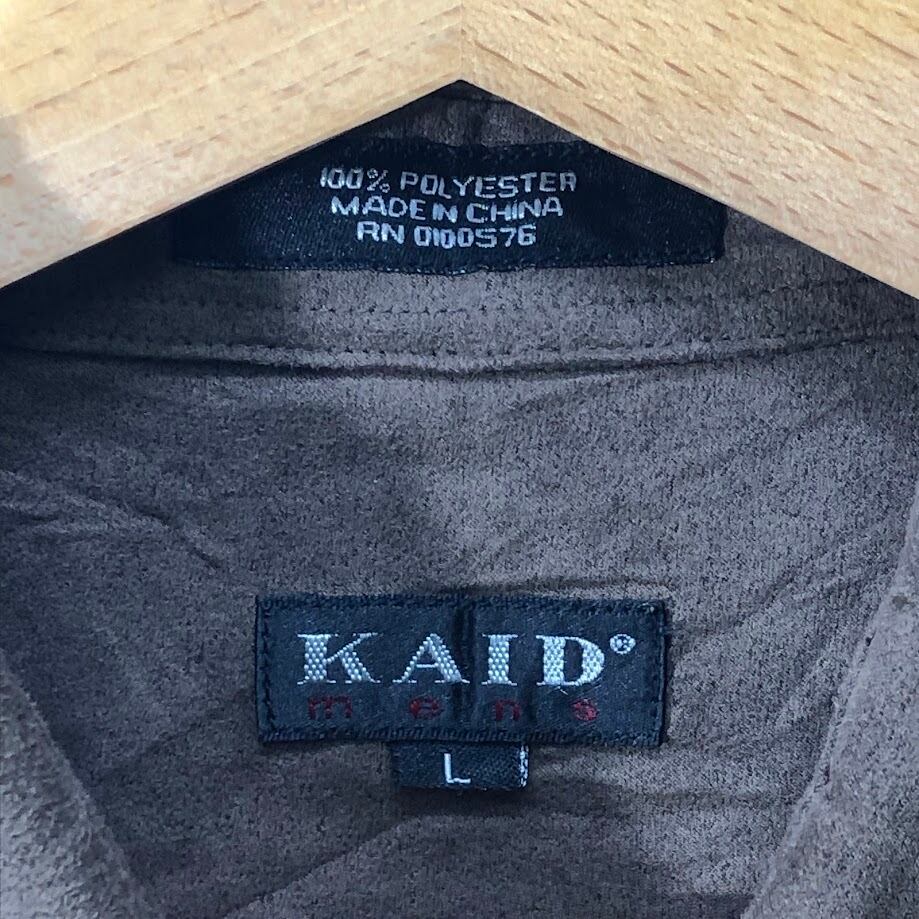 100% POLYESTER
MADE IN CHINA
RN 0100576
KAID®
mens
L